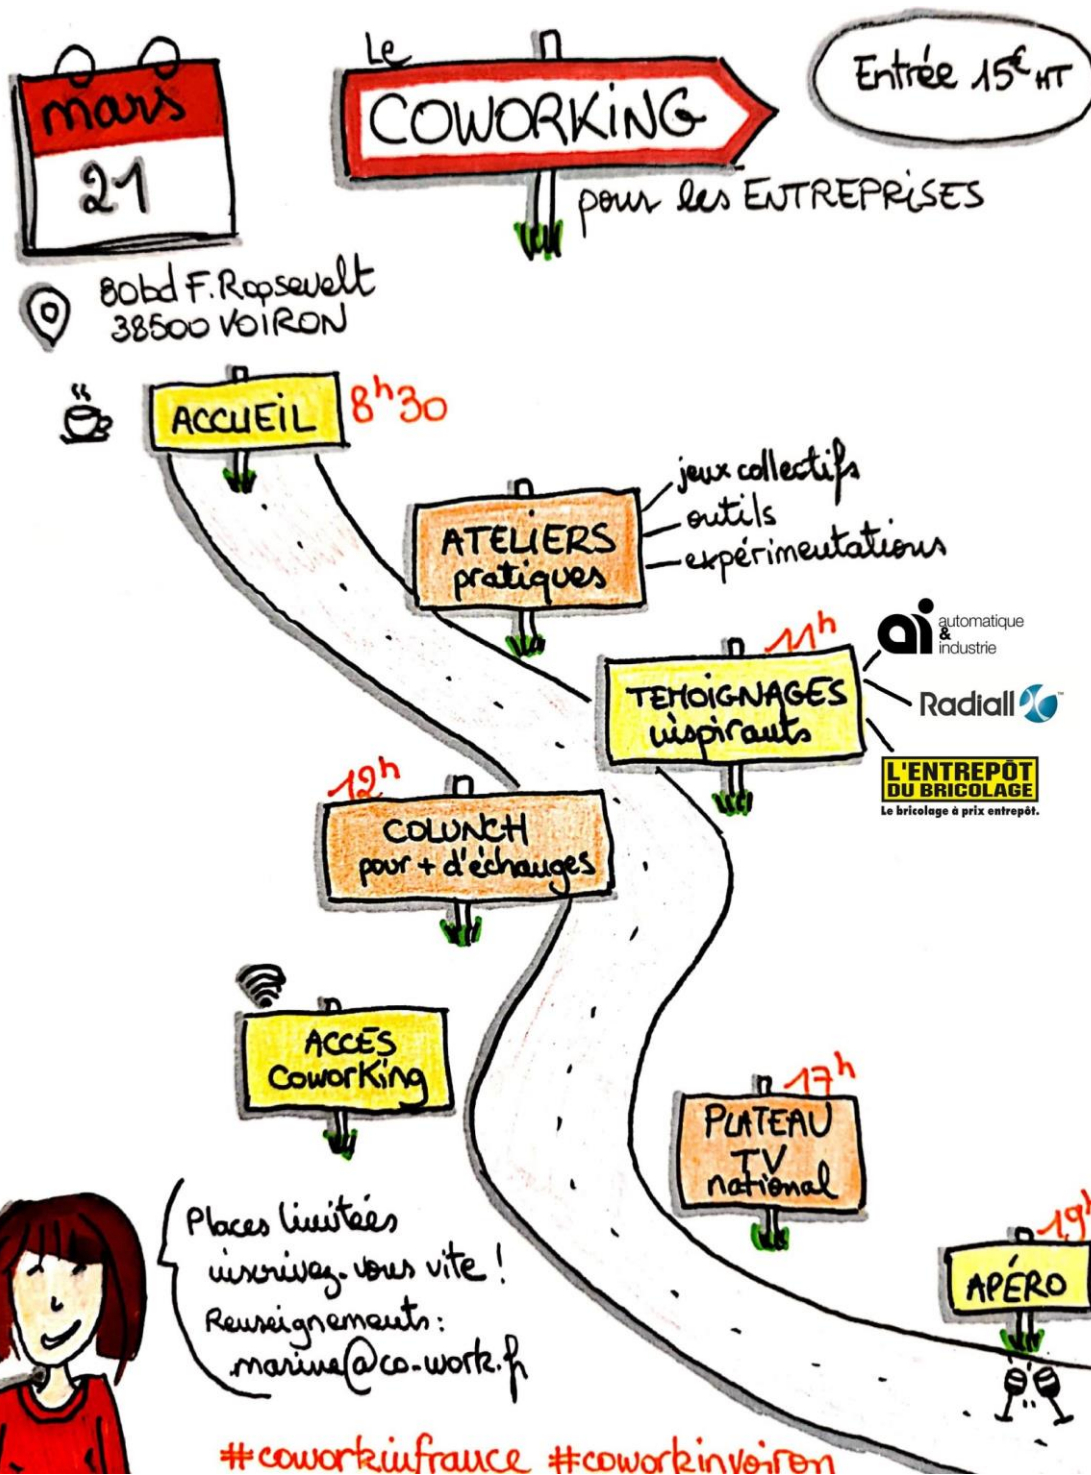 mars
21
Le
COWORKiNG
pour les ENTREPRiSES
Entrée 15€ HT
80bd F. Roosevelt
38500 VOIRON
ACCUEiL
8h30
ATELiERS
pratiques
jeux collectifs
outils
expérimentations
11h
TEMOiGNAGES
inspirants
ai automatique
&
industrie
Radiall
L'ENTREPÔT
DU BRICOLAGE
Le bricolage à prix entrepôt.
12h
COLUNCH
pour + d'échanges
ACCES
CoworKing
17h
PLATEAU
TV
national
19h
APÉRO
Places limitées
inscrivez-vous vite !
Renseignements :
marine@co-work.fr
#coworkinfrance #coworkinvoiron